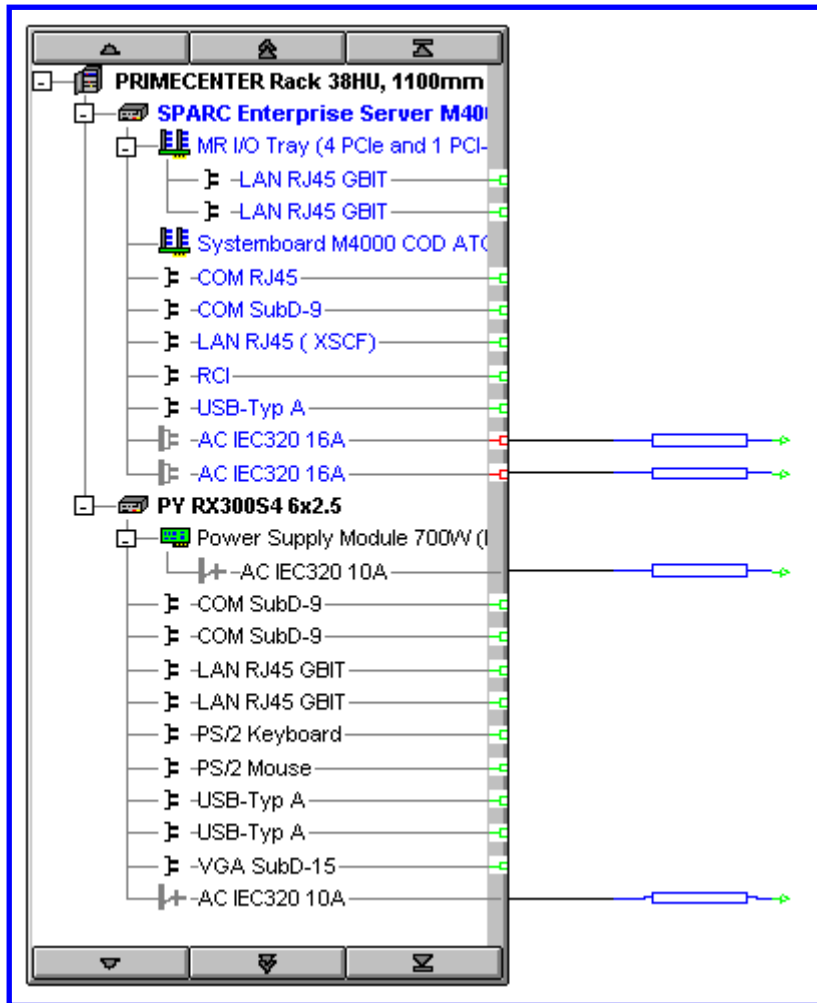 PRIMECENTER Rack 38HU, 1100mm
SPARC Enterprise Server M40
MR I/O Tray (4 PCIe and 1 PCI-
-LAN RJ45 GBIT
-LAN RJ45 GBIT
Systemboard M4000 COD ATO
-COM RJ45
-COM SubD-9
-LAN RJ45 ( XSCF)
-RCI
-USB-Typ A
-AC IEC320 16A
-AC IEC320 16A
PY RX300S4 6x2.5
Power Supply Module 700W (
-AC IEC320 10A
-COM SubD-9
-COM SubD-9
-LAN RJ45 GBIT
-LAN RJ45 GBIT
-PS/2 Keyboard
-PS/2 Mouse
-USB-Typ A
-USB-Typ A
-VGA SubD-15
-AC IEC320 10A